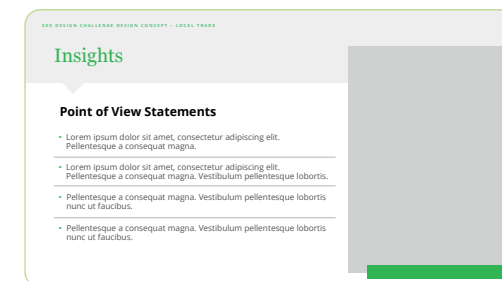 EEE DESIGN CHALLENGE DESIGN CONCEPT – LOCAL TRADE
Insights
Point of View Statements
• Lorem ipsum dolor sit amet, consectetur adipiscing elit.
Pellentesque a consequat magna.
• Lorem ipsum dolor sit amet, consectetur adipiscing elit.
Pellentesque a consequat magna. Vestibulum pellentesque lobortis.
• Pellentesque a consequat magna. Vestibulum pellentesque lobortis
nunc ut faucibus.
• Pellentesque a consequat magna. Vestibulum pellentesque lobortis
nunc ut faucibus.